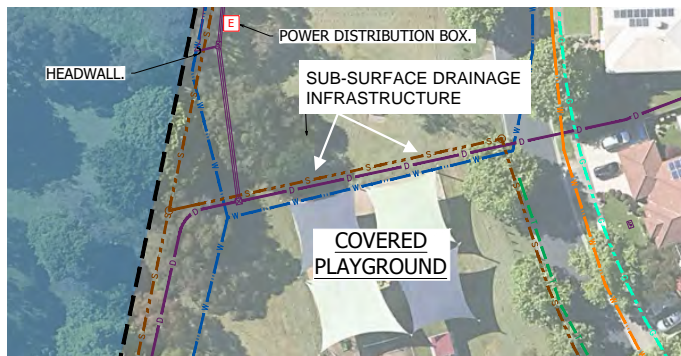 E
POWER DISTRIBUTION BOX.
HEADWALL.
SUB-SURFACE DRAINAGE
INFRASTRUCTURE
S S S S S S
D D D D D D D
W W W W W W
COVERED
PLAYGROUND